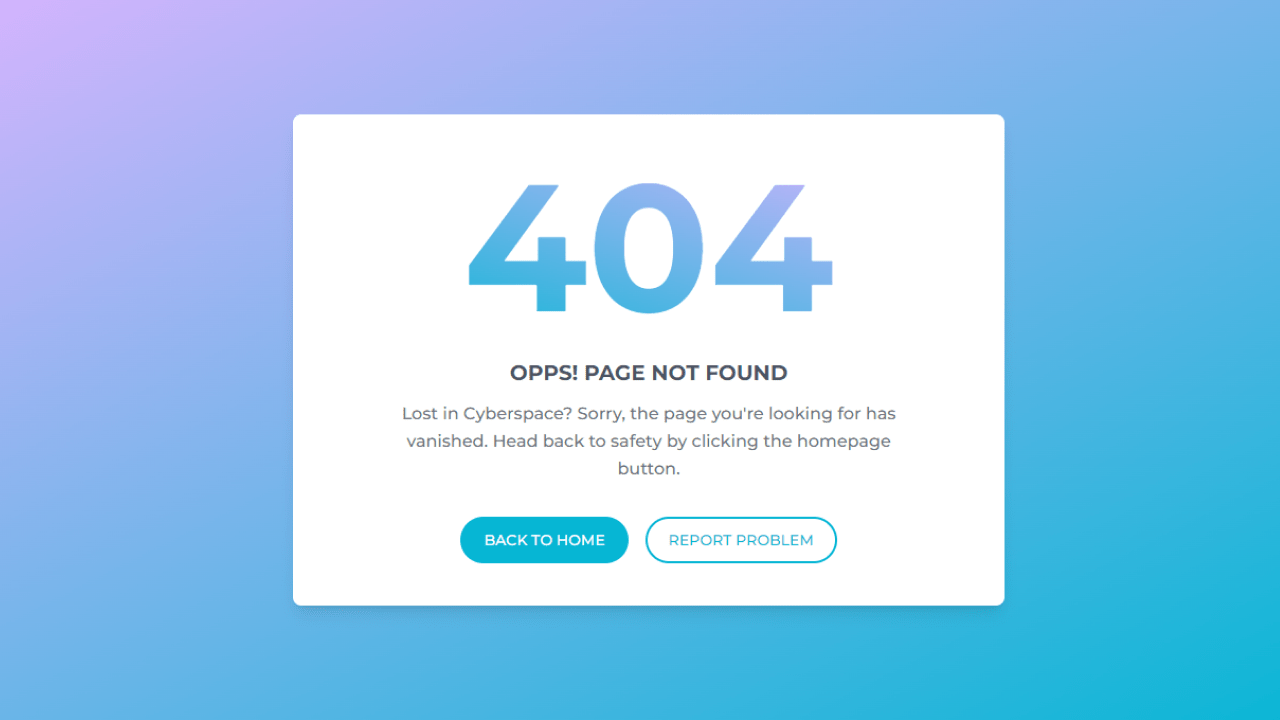 404
OPPS! PAGE NOT FOUND
Lost in Cyberspace? Sorry, the page you're looking for has
vanished. Head back to safety by clicking the homepage
button.
BACK TO HOME
REPORT PROBLEM